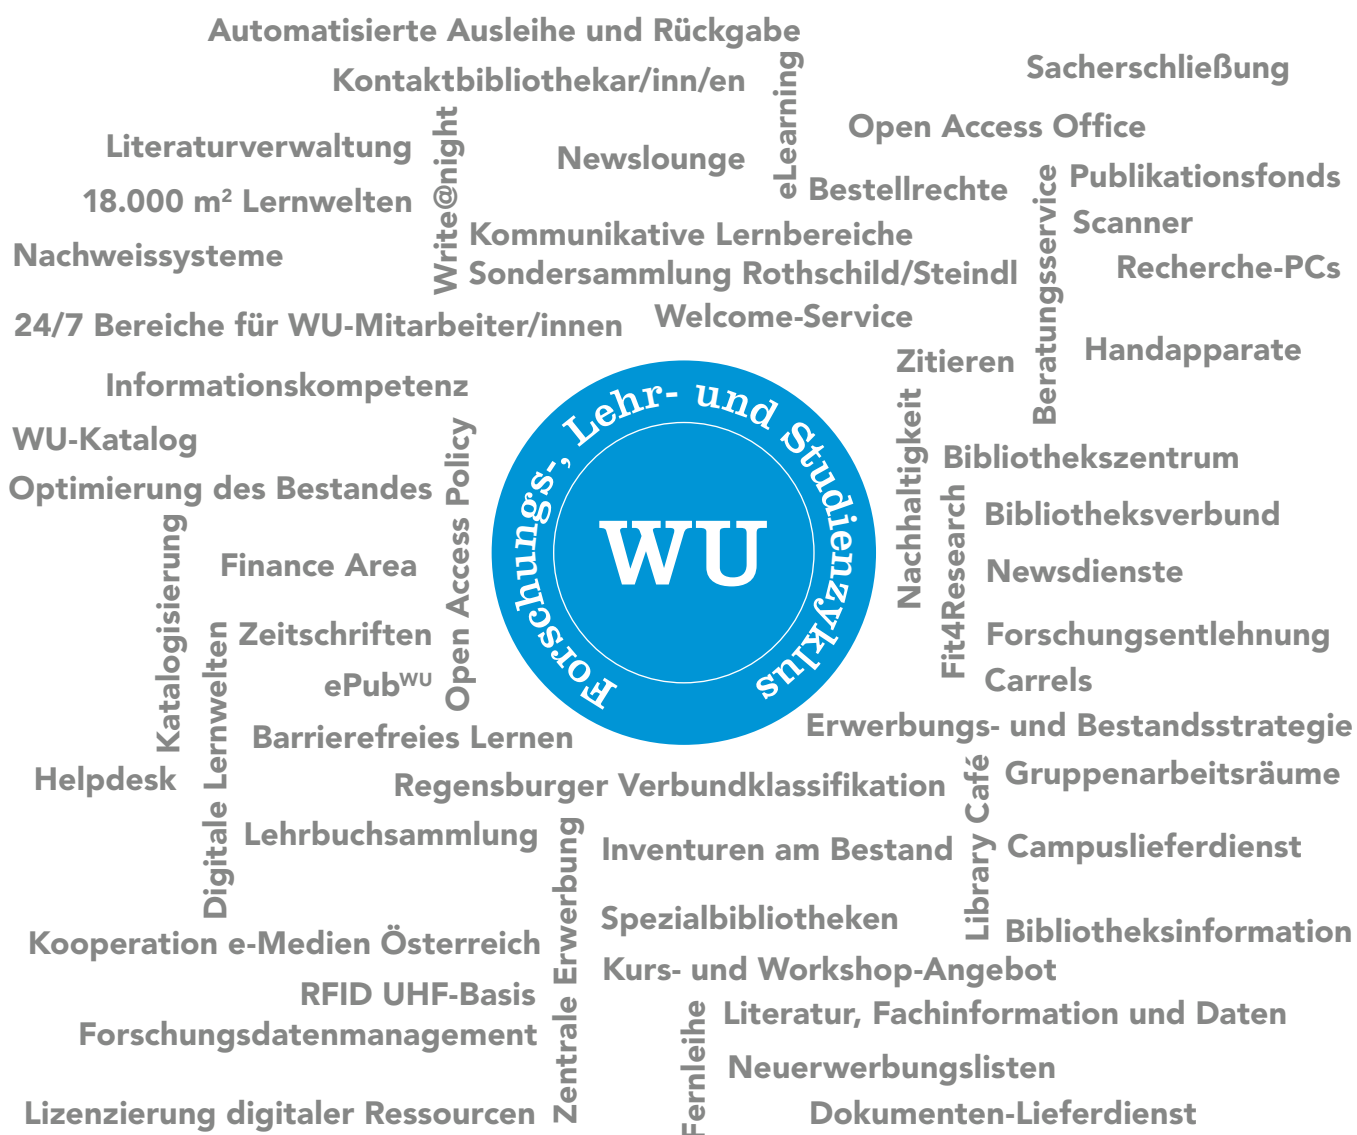 Automatisierte Ausleihe und Rückgabe
Kontaktbibliothekar/inn/en
eLearning
Sacherschließung
Literaturverwaltung
Write@night
Newslounge
Open Access Office
18.000 m² Lernwelten
Bestellrechte
Beratungsservice
Publikationsfonds
Scanner
Nachweissysteme
Kommunikative Lernbereiche
Sondersammlung Rothschild/Steindl
Recherche-PCs
24/7 Bereiche für WU-Mitarbeiter/innen
Welcome-Service
Zitieren
Handapparate
Informationskompetenz
WU-Katalog
Optimierung des Bestandes
Open Access Policy
Forschungs-, Lehr- und Studienzyklus
WU
Nachhaltigkeit
Bibliothekszentrum
Fit4Research
Bibliotheksverbund
Katalogisierung
Finance Area
Newsdienste
Digitale Lernwelten
Zeitschriften
Forschungsentlehnung
ePubᵂᵁ
Carrels
Barrierefreies Lernen
Erwerbungs- und Bestandsstrategie
Helpdesk
Regensburger Verbundklassifikation
Library Café
Gruppenarbeitsräume
Lehrbuchsammlung
Zentrale Erwerbung
Inventuren am Bestand
Campuslieferdienst
Spezialbibliotheken
Bibliotheksinformation
Kooperation e-Medien Österreich
Kurs- und Workshop-Angebot
RFID UHF-Basis
Fernleihe
Literatur, Fachinformation und Daten
Forschungsdatenmanagement
Neuerwerbungslisten
Lizenzierung digitaler Ressourcen
Dokumenten-Lieferdienst